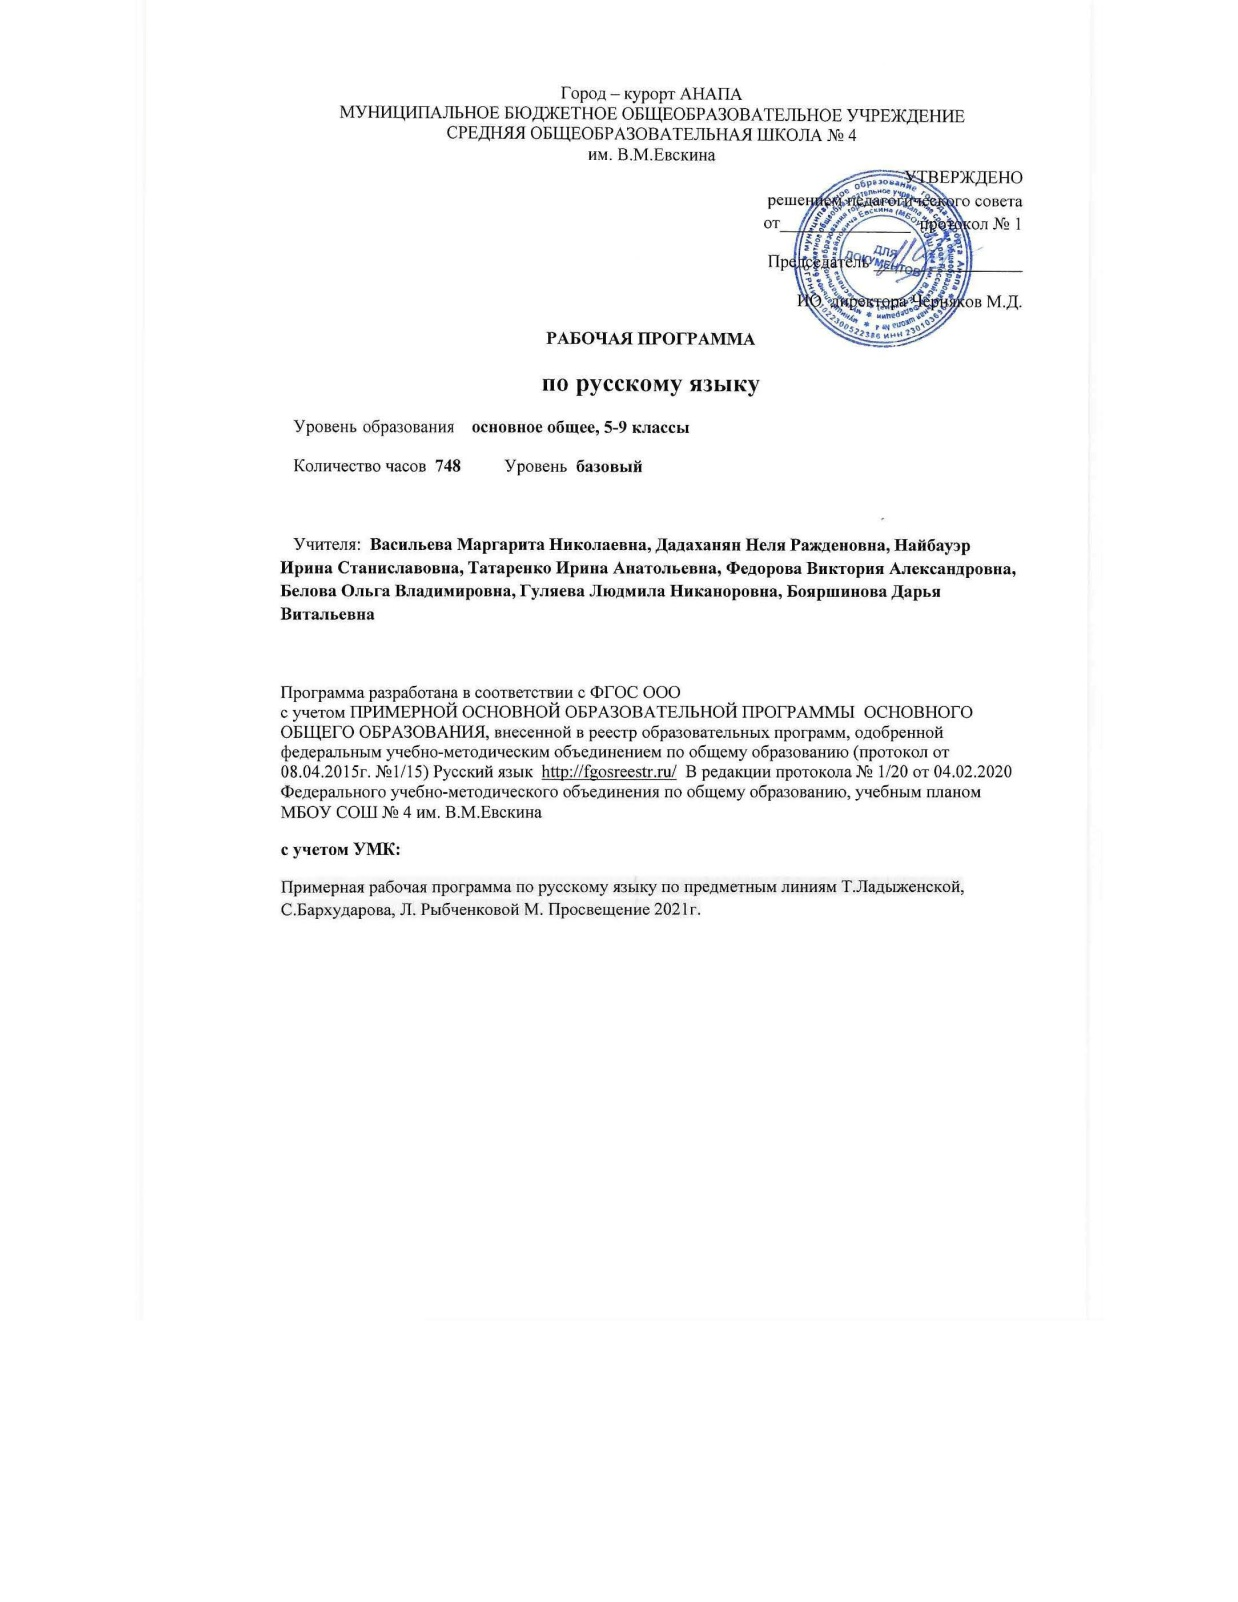 Город – курорт АНАПА
МУНИЦИПАЛЬНОЕ БЮДЖЕТНОЕ ОБЩЕОБРАЗОВАТЕЛЬНОЕ УЧРЕЖДЕНИЕ
СРЕДНЯЯ ОБЩЕОБРАЗОВАТЕЛЬНАЯ ШКОЛА № 4
им. В.М.Евскина
УТВЕРЖДЕНО
решением педагогического совета
от_______________ протокол № 1
Председатель _________________
ИО директора Черняков М.Д.
ДЛЯ
ДОКУМЕНТОВ
РАБОЧАЯ ПРОГРАММА
по русскому языку
Уровень образования основное общее, 5-9 классы
Количество часов 748 Уровень базовый
Учителя: Васильева Маргарита Николаевна, Дадаханян Неля Ражденовна, Найбауэр
Ирина Станиславовна, Татаренко Ирина Анатольевна, Федорова Виктория Александровна,
Белова Ольга Владимировна, Гуляева Людмила Никаноровна, Бояршинова Дарья
Витальевна
Программа разработана в соответствии с ФГОС ООО
с учетом ПРИМЕРНОЙ ОСНОВНОЙ ОБРАЗОВАТЕЛЬНОЙ ПРОГРАММЫ ОСНОВНОГО
ОБЩЕГО ОБРАЗОВАНИЯ, внесенной в реестр образовательных программ, одобренной
федеральным учебно-методическим объединением по общему образованию (протокол от
08.04.2015г. №1/15) Русский язык http://fgosreestr.ru/ В редакции протокола № 1/20 от 04.02.2020
Федерального учебно-методического объединения по общему образованию, учебным планом
МБОУ СОШ № 4 им. В.М.Евскина
с учетом УМК:
Примерная рабочая программа по русскому языку по предметным линиям Т.Ладыженской,
С.Бархударова, Л. Рыбченковой М. Просвещение 2021г.